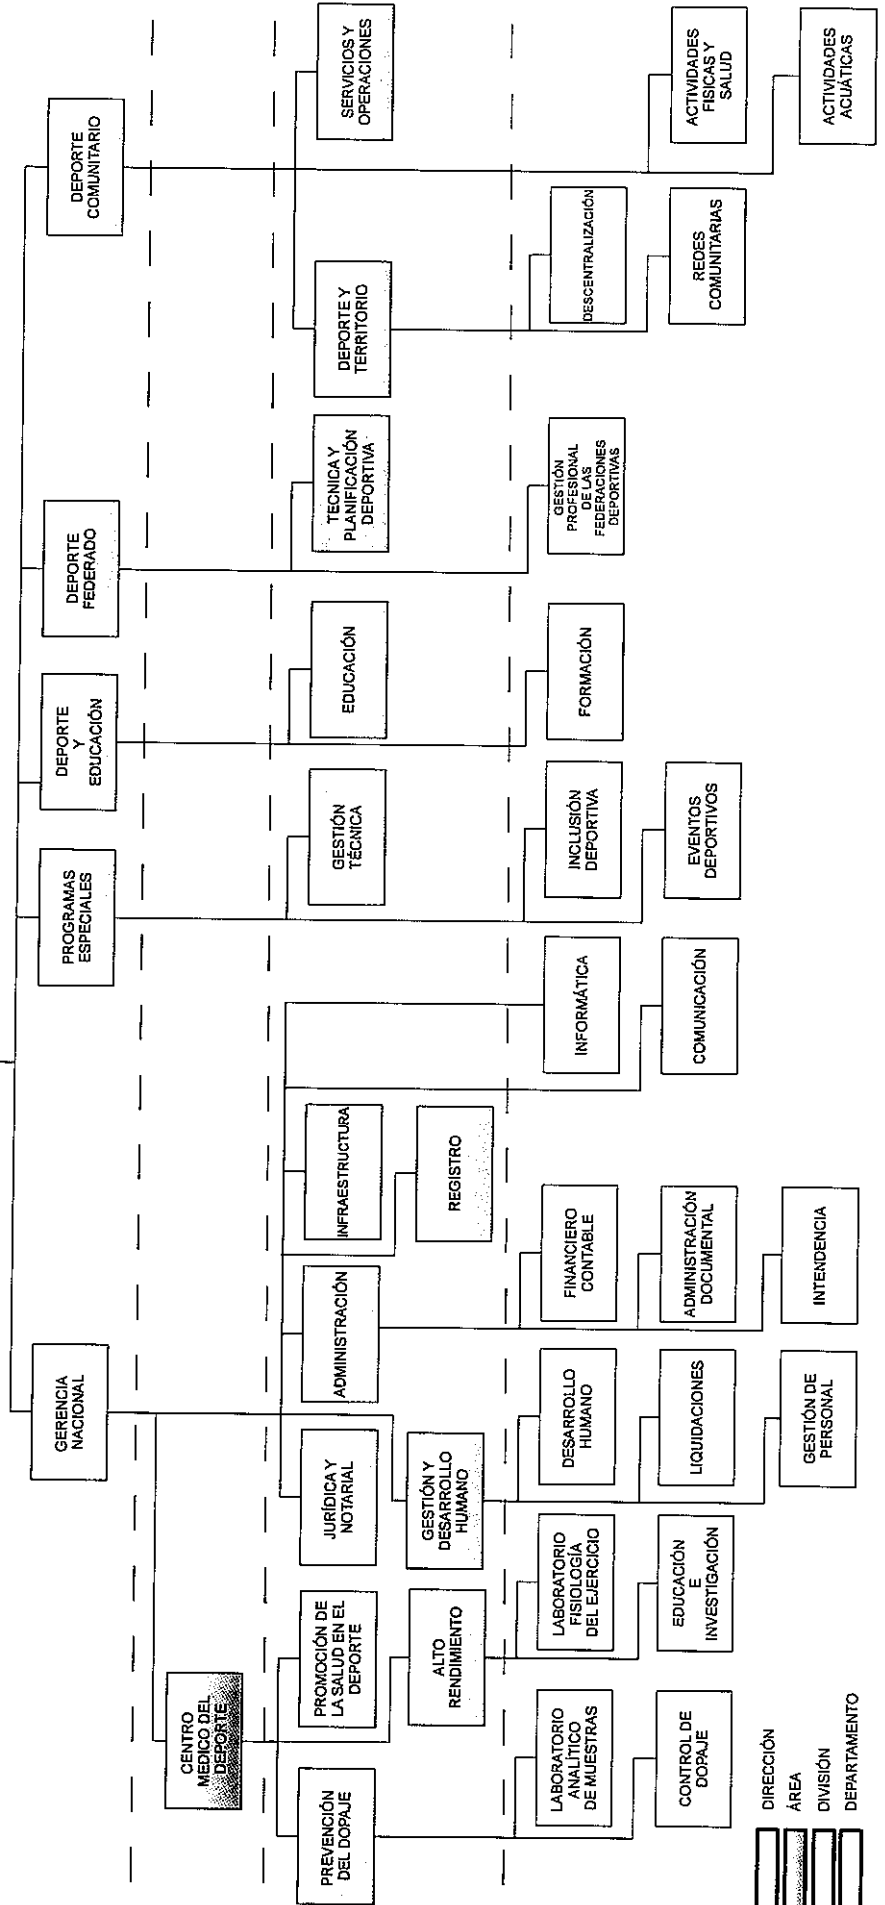 GERENCIA
NACIONAL
PROGRAMAS
ESPECIALES
DEPORTE
Y
EDUCACIÓN
DEPORTE
FEDERADO
DEPORTE
COMUNITARIO
CENTRO
MEDICO DEL
DEPORTE
PREVENCIÓN
DEL DOPAJE
PROMOCIÓN DE
LA SALUD EN EL
DEPORTE
JURÍDICA Y
NOTARIAL
ADMINISTRACIÓN
INFRAESTRUCTURA
GESTIÓN
TÉCNICA
EDUCACIÓN
TECNICA Y
PLANIFICACIÓN
DEPORTIVA
DEPORTE Y
TERRITORIO
SERVICIOS Y
OPERACIONES
ALTO
RENDIMIENTO
GESTIÓN Y
DESARROLLO
HUMANO
REGISTRO
LABORATORIO
ANALÍTICO
DE MUESTRAS
LABORATORIO
FISIOLOGÍA
DEL EJERCICIO
DESARROLLO
HUMANO
FINANCIERO
CONTABLE
INFORMÁTICA
INCLUSIÓN
DEPORTIVA
FORMACIÓN
GESTIÓN
PROFESIONAL
DE LAS
FEDERACIONES
DEPORTIVAS
DESCENTRALIZACIÓN
CONTROL DE
DOPAJE
EDUCACIÓN
E
INVESTIGACIÓN
LIQUIDACIONES
ADMINISTRACIÓN
DOCUMENTAL
COMUNICACIÓN
EVENTOS
DEPORTIVOS
REDES
COMUNITARIAS
ACTIVIDADES
FISICAS Y
SALUD
GESTIÓN DE
PERSONAL
INTENDENCIA
ACTIVIDADES
ACUÁTICAS
DIRECCIÓN
ÁREA
DIVISIÓN
DEPARTAMENTO